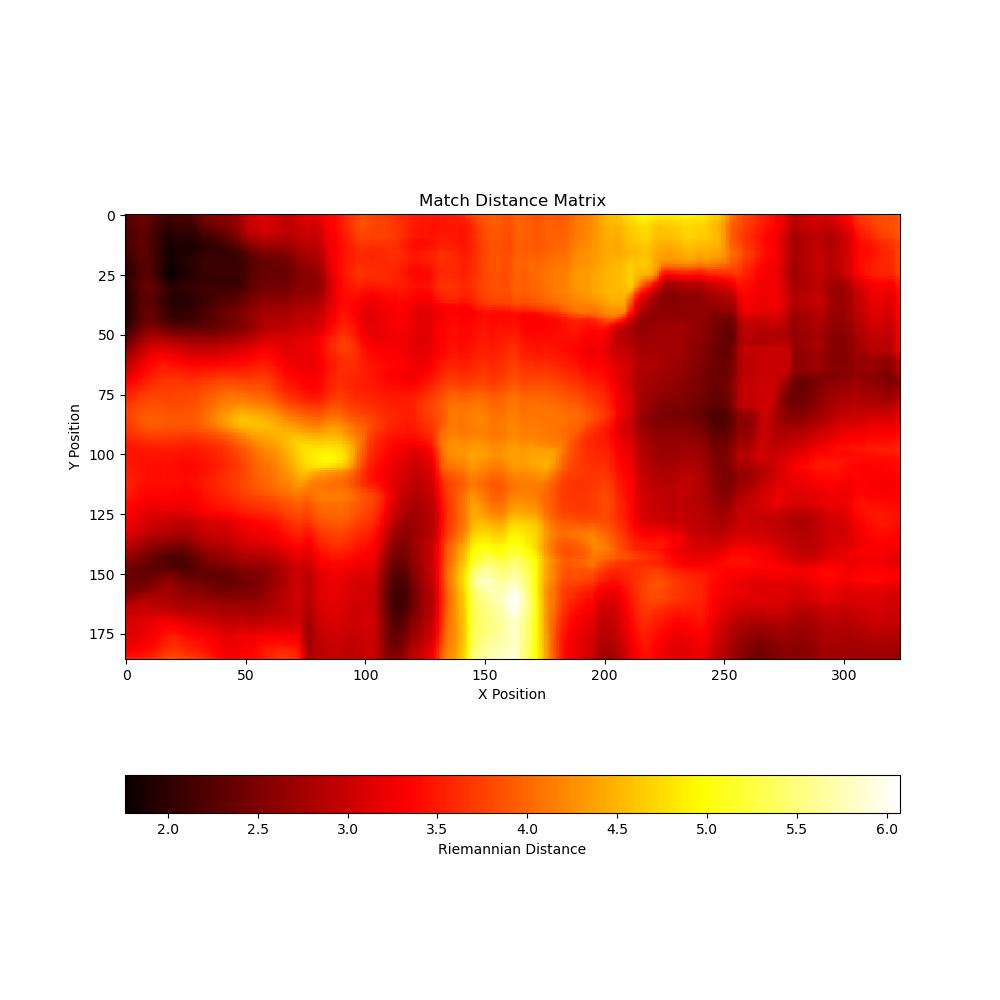 Match Distance Matrix
0
25
50
75
100
125
150
175
Y Position
0 50 100 150 200 250 300
X Position
2.0 2.5 3.0 3.5 4.0 4.5 5.0 5.5 6.0
Riemannian Distance